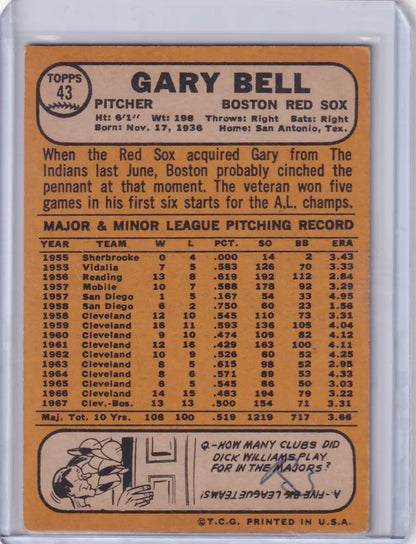 TOPPS
43
GARY BELL
PITCHER BOSTON RED SOX
Ht: 6'1" Wt: 198 Throws: Right Bats: Right
Born: Nov. 17, 1936 Home: San Antonio, Tex.
When the Red Sox acquired Gary from The
Indians last June, Boston probably cinched the
pennant at that moment. The veteran won five
games in his first six starts for the A.L. champs.
MAJOR & MINOR LEAGUE PITCHING RECORD
YEAR TEAM W L PCT. SO BB ERA
1955 Sherbrooke 0 4 .000 14 2 3.43
1955 Vidalia 7 5 .583 126 70 3.33
1956 Reading 13 8 .619 192 112 2.84
1957 Mobile 10 7 .588 178 92 3.29
1957 San Diego 1 5 .167 54 33 4.95
1958 San Diego 6 2 .750 60 23 1.56
1958 Cleveland 12 10 .545 110 73 3.31
1959 Cleveland 16 11 .593 136 105 4.04
1960 Cleveland 9 10 .474 109 82 4.12
1961 Cleveland 12 16 .429 163 100 4.11
1962 Cleveland 10 9 .526 60 52 4.25
1963 Cleveland 8 5 .615 98 52 2.95
1964 Cleveland 8 6 .571 89 53 4.33
1965 Cleveland 6 5 .545 86 50 3.03
1966 Cleveland 14 15 .483 194 79 3.22
1967 Clev.-Bos. 13 13 .500 154 71 3.31
Maj. Tot. 10 Yrs. 108 100 .519 1219 717 3.66
Q.-HOW MANY CLUBS DID
DICK WILLIAMS PLAY
FOR IN THE MAJORS?
A.-FIVE BIG LEAGUE TEAMS!
©T.C.G. PRINTED IN U.S.A.